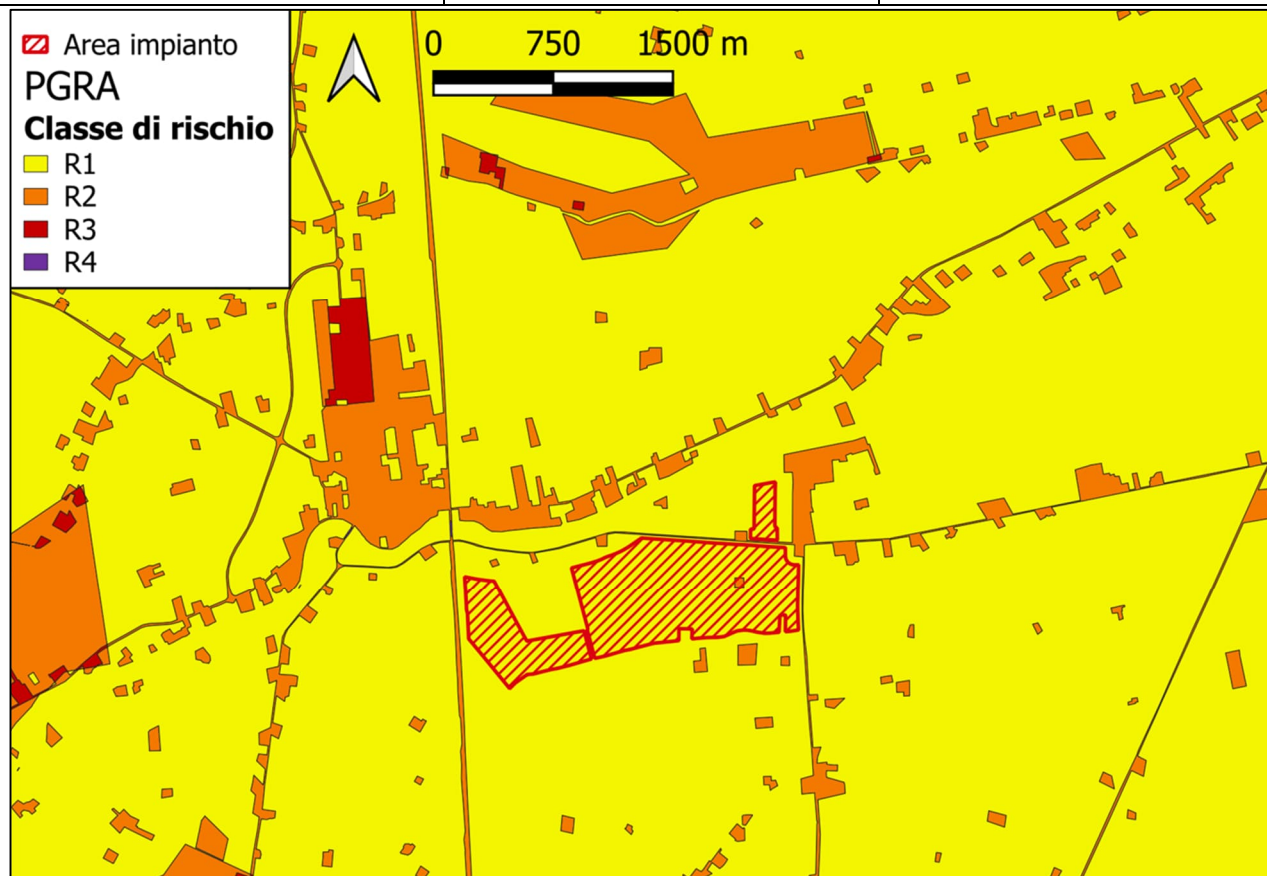 Area impianto
PGRA
Classe di rischio
R1
R2
R3
R4
0 750 1500 m